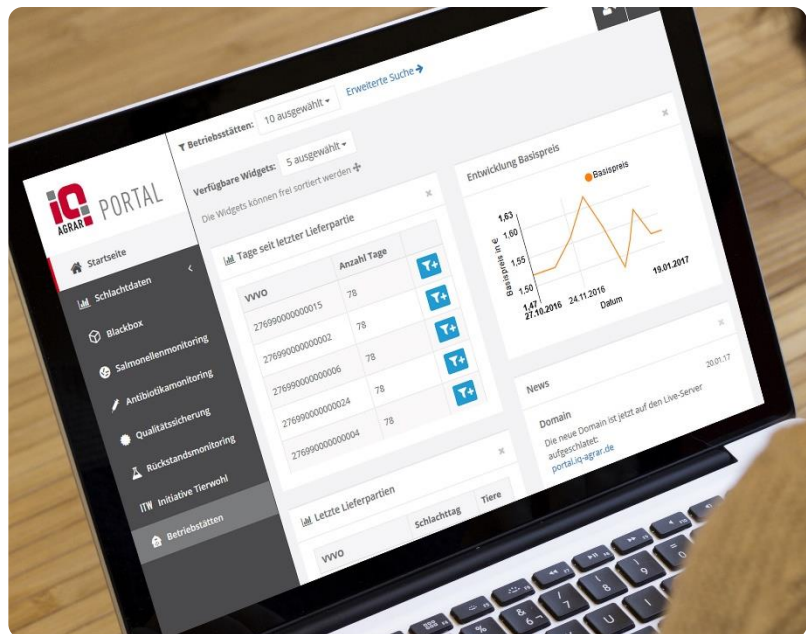 Betriebsstätten: 10 ausgewählt Erweiterte Suche
Verfügbare Widgets: 5 ausgewählt
Die Widgets können frei sortiert werden
iQ
AGRAR PORTAL
Startseite
Schlachtdaten
Blackbox
Salmonellenmonitoring
Antibiotikamonitoring
Qualitätssicherung
Rückstandsmonitoring
ITW Initiative Tierwohl
Betriebstätten
Tage seit letzter Lieferpartie
VVVO Anzahl Tage
276990000000015 78
276990000000002 78
276990000000006 78
276990000000024 78
276990000000004 78
Letzte Lieferpartien
VVVO Schlachttag Tiere
Entwicklung Basispreis
Basispreis
Basispreis in €
1,63
1,60
1,55
1,50
1,47
27.10.2016 24.11.2016 19.01.2017
Datum
News
20.01.17
Domain
Die neue Domain ist jetzt auf den Live-Server
aufgeschlatet:
portal.iq-agrar.de